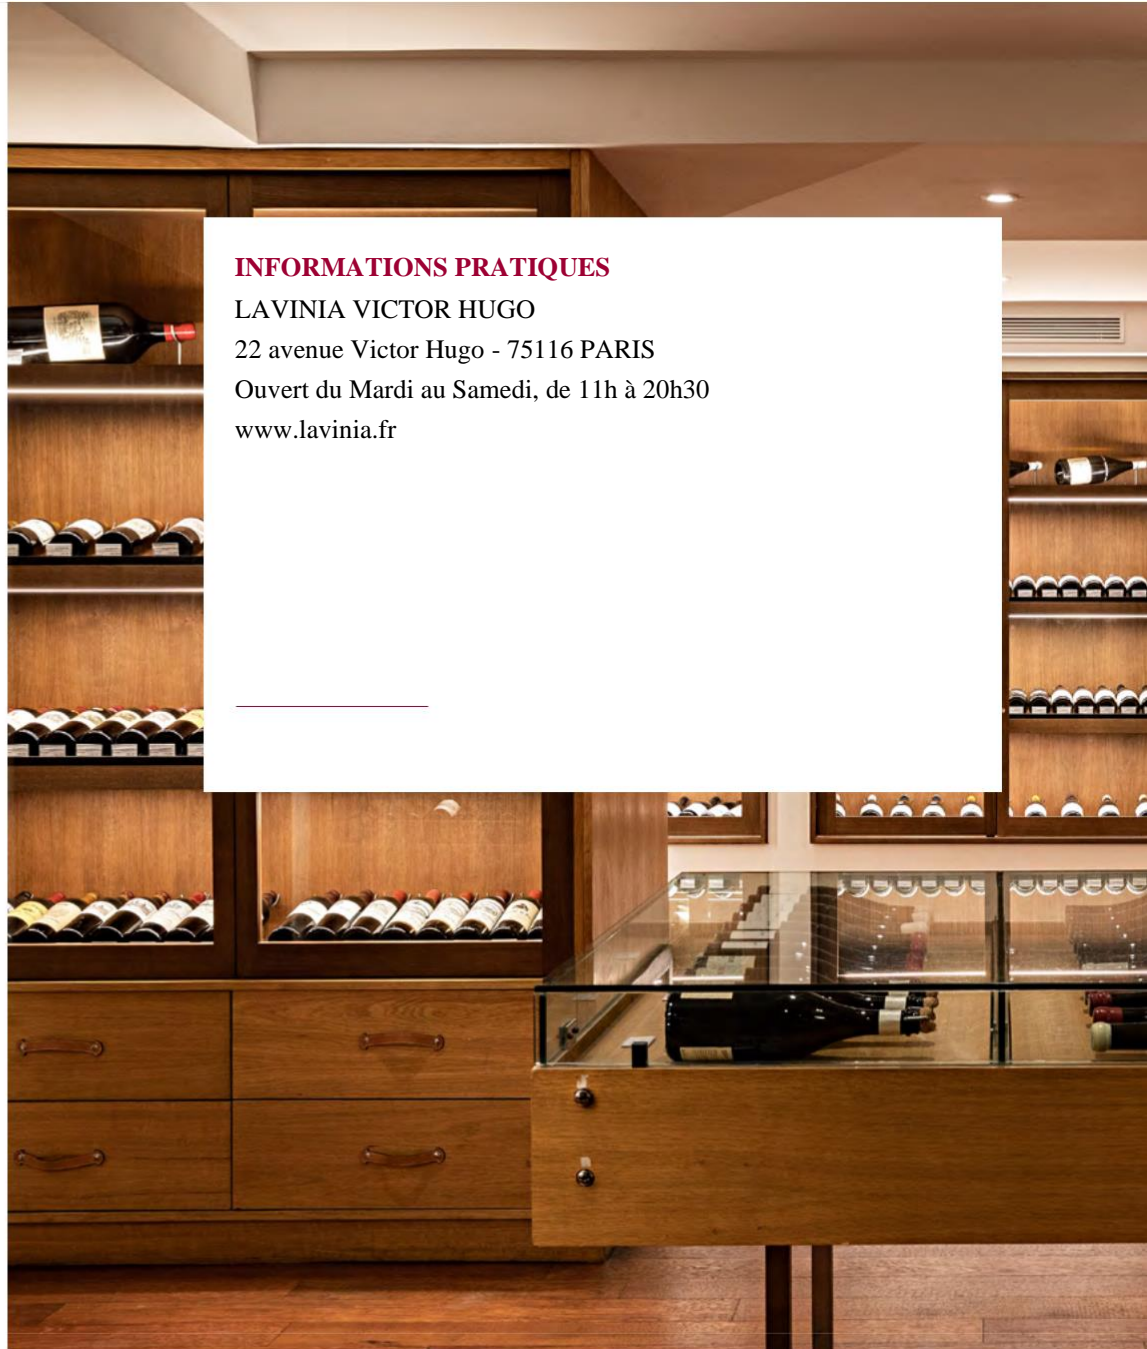 INFORMATIONS PRATIQUES
LAVINIA VICTOR HUGO
22 avenue Victor Hugo - 75116 PARIS
Ouvert du Mardi au Samedi, de 11h à 20h30
www.lavinia.fr